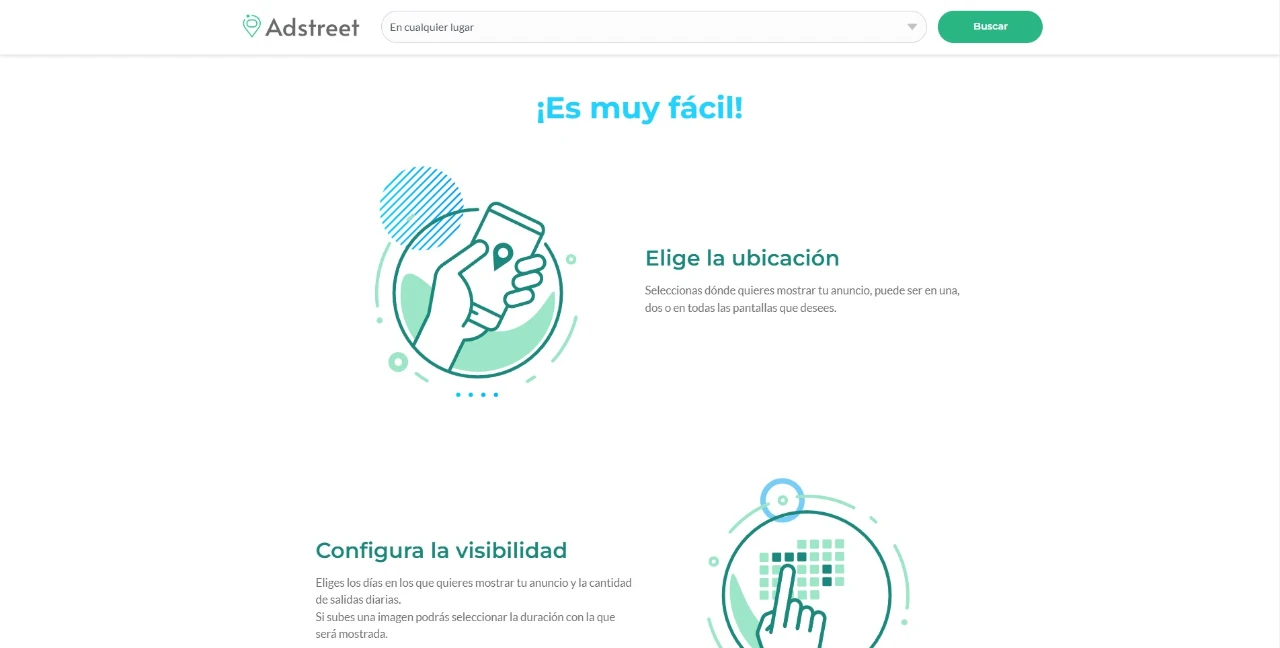 Adstreet
En cualquier lugar
Buscar
¡Es muy fácil!
Elige la ubicación
Seleccionas dónde quieres mostrar tu anuncio, puede ser en una,
dos o en todas las pantallas que desees.
Configura la visibilidad
Eliges los días en los que quieres mostrar tu anuncio y la cantidad
de salidas diarias.
Si subes una imagen podrás seleccionar la duración con la que
será mostrada.